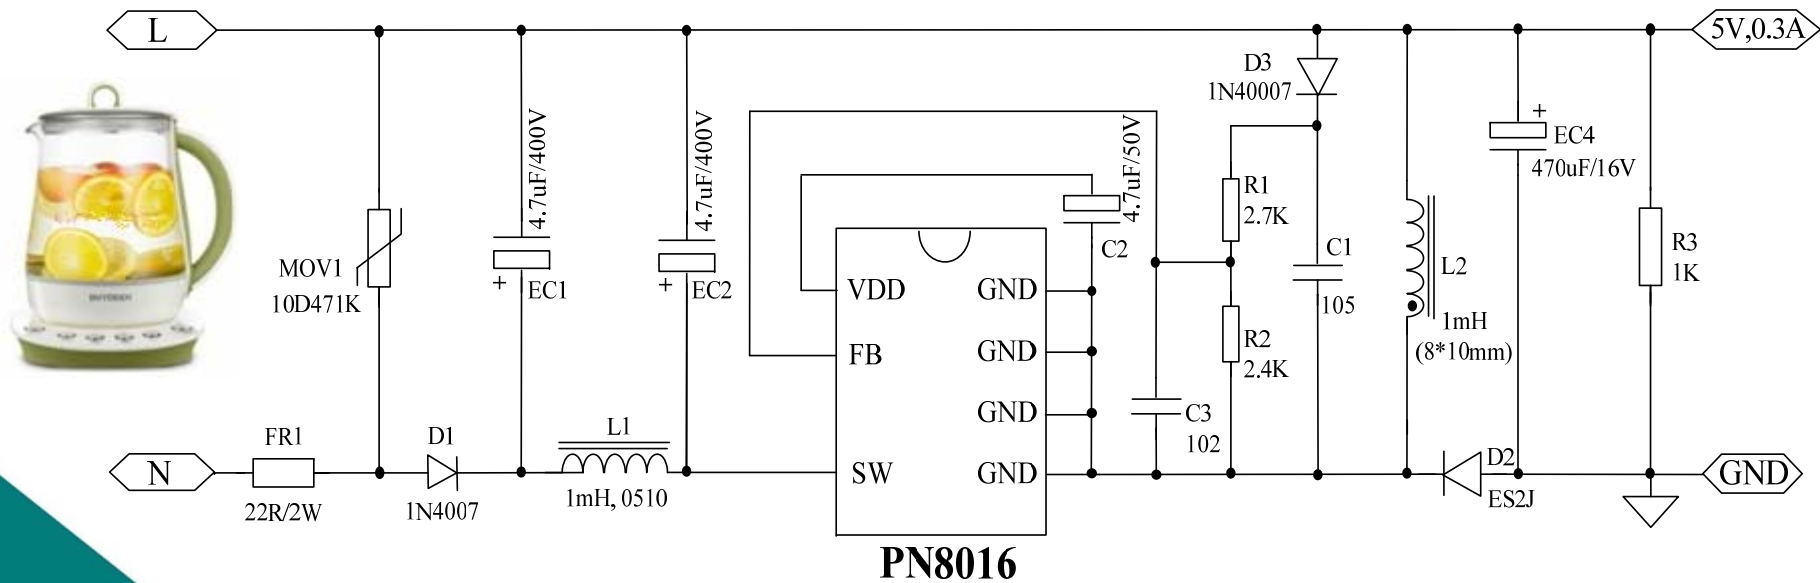 L
5V,0.3A
D3
1N40007
4.7uF/400V
4.7uF/400V
4.7uF/50V
+
EC4
470uF/16V
R1
2.7K
MOV1
10D471K
+
EC1
+
EC2
C2
VDD
GND
C1
105
L2
1mH
(8*10mm)
R3
1K
FB
GND
R2
2.4K
GND
C3
102
FR1
22R/2W
D1
1N4007
L1
1mH, 0510
N
SW
GND
D2
ES2J
GND
PN8016